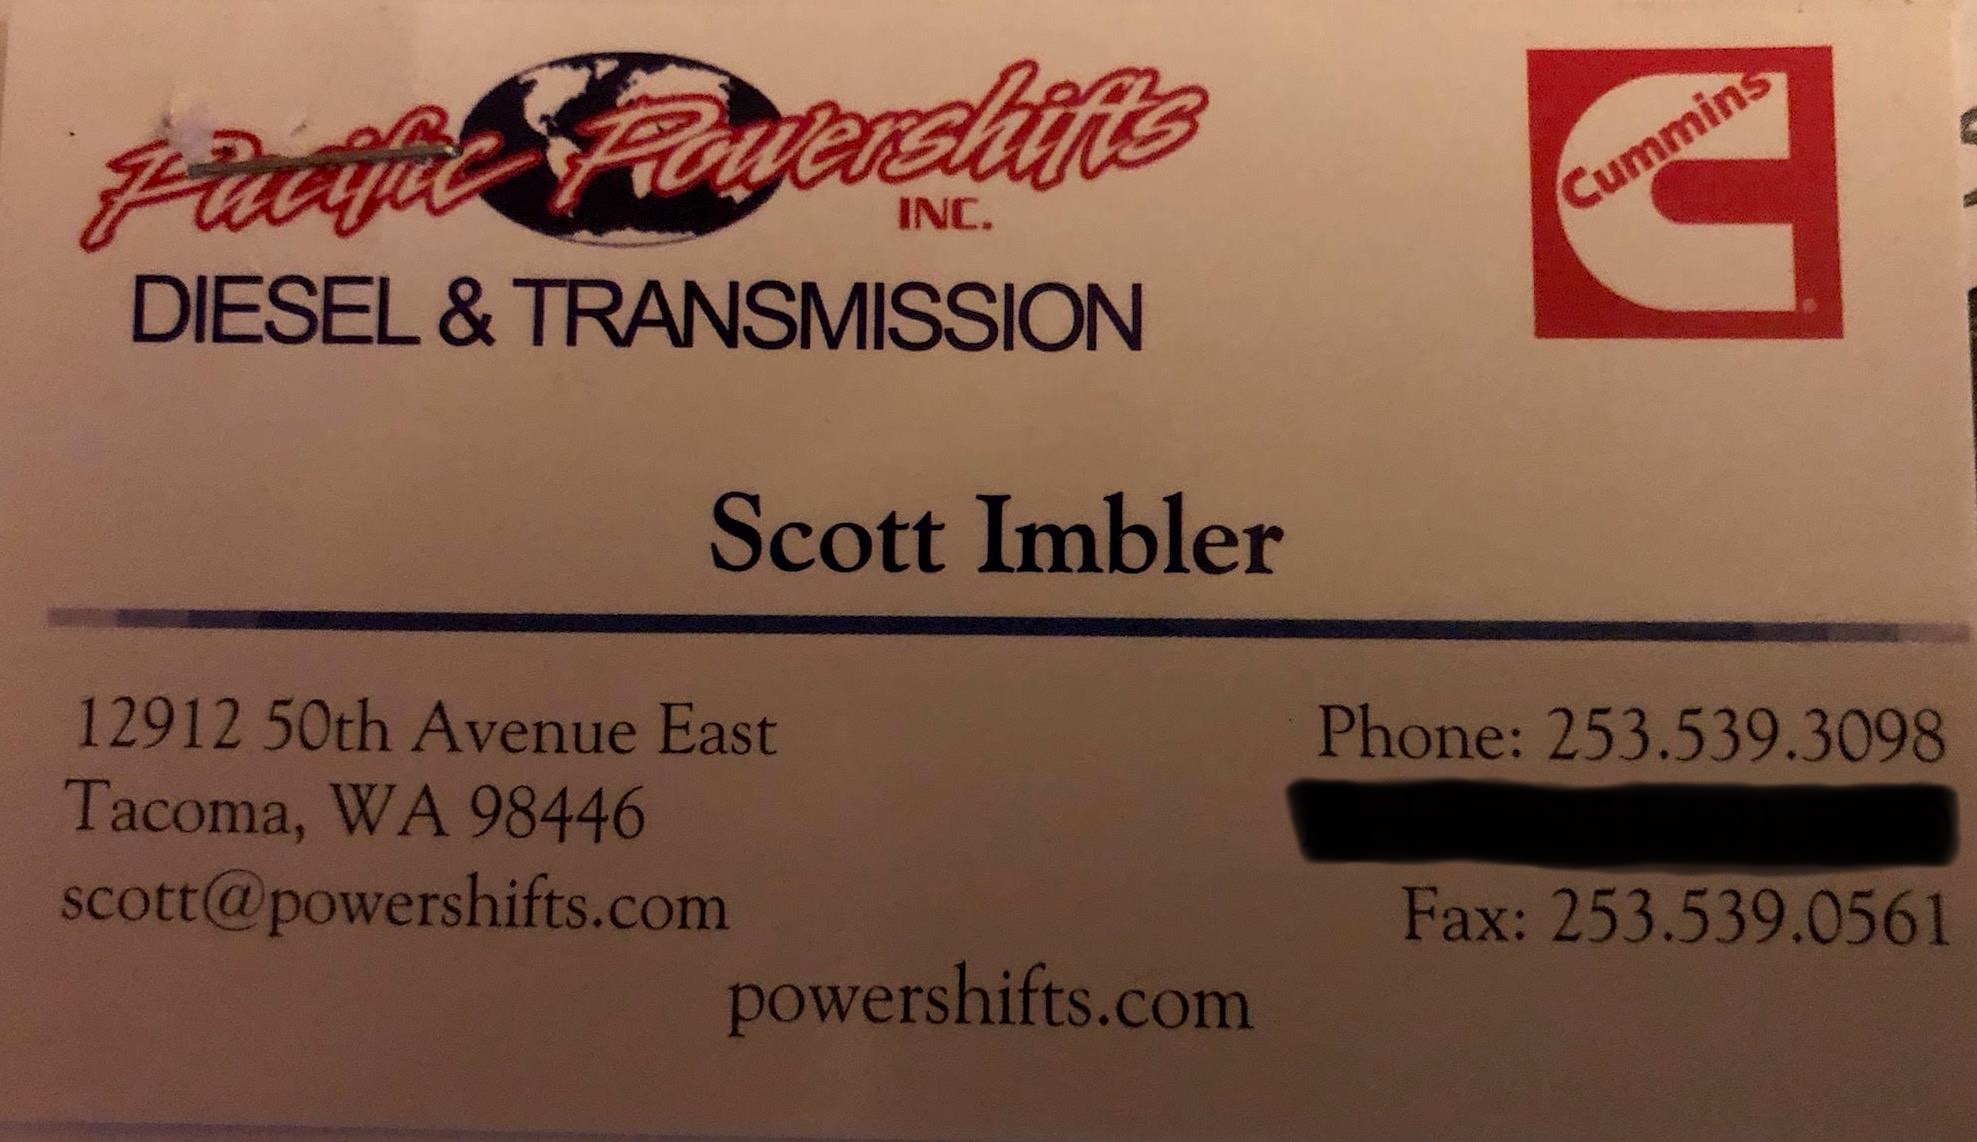 Pacific Powershifts
INC.
DIESEL & TRANSMISSION
Cummins
Scott Imbler
12912 50th Avenue East
Tacoma, WA 98446
scott@powershifts.com
Phone: 253.539.3098
Fax: 253.539.0561
powershifts.com